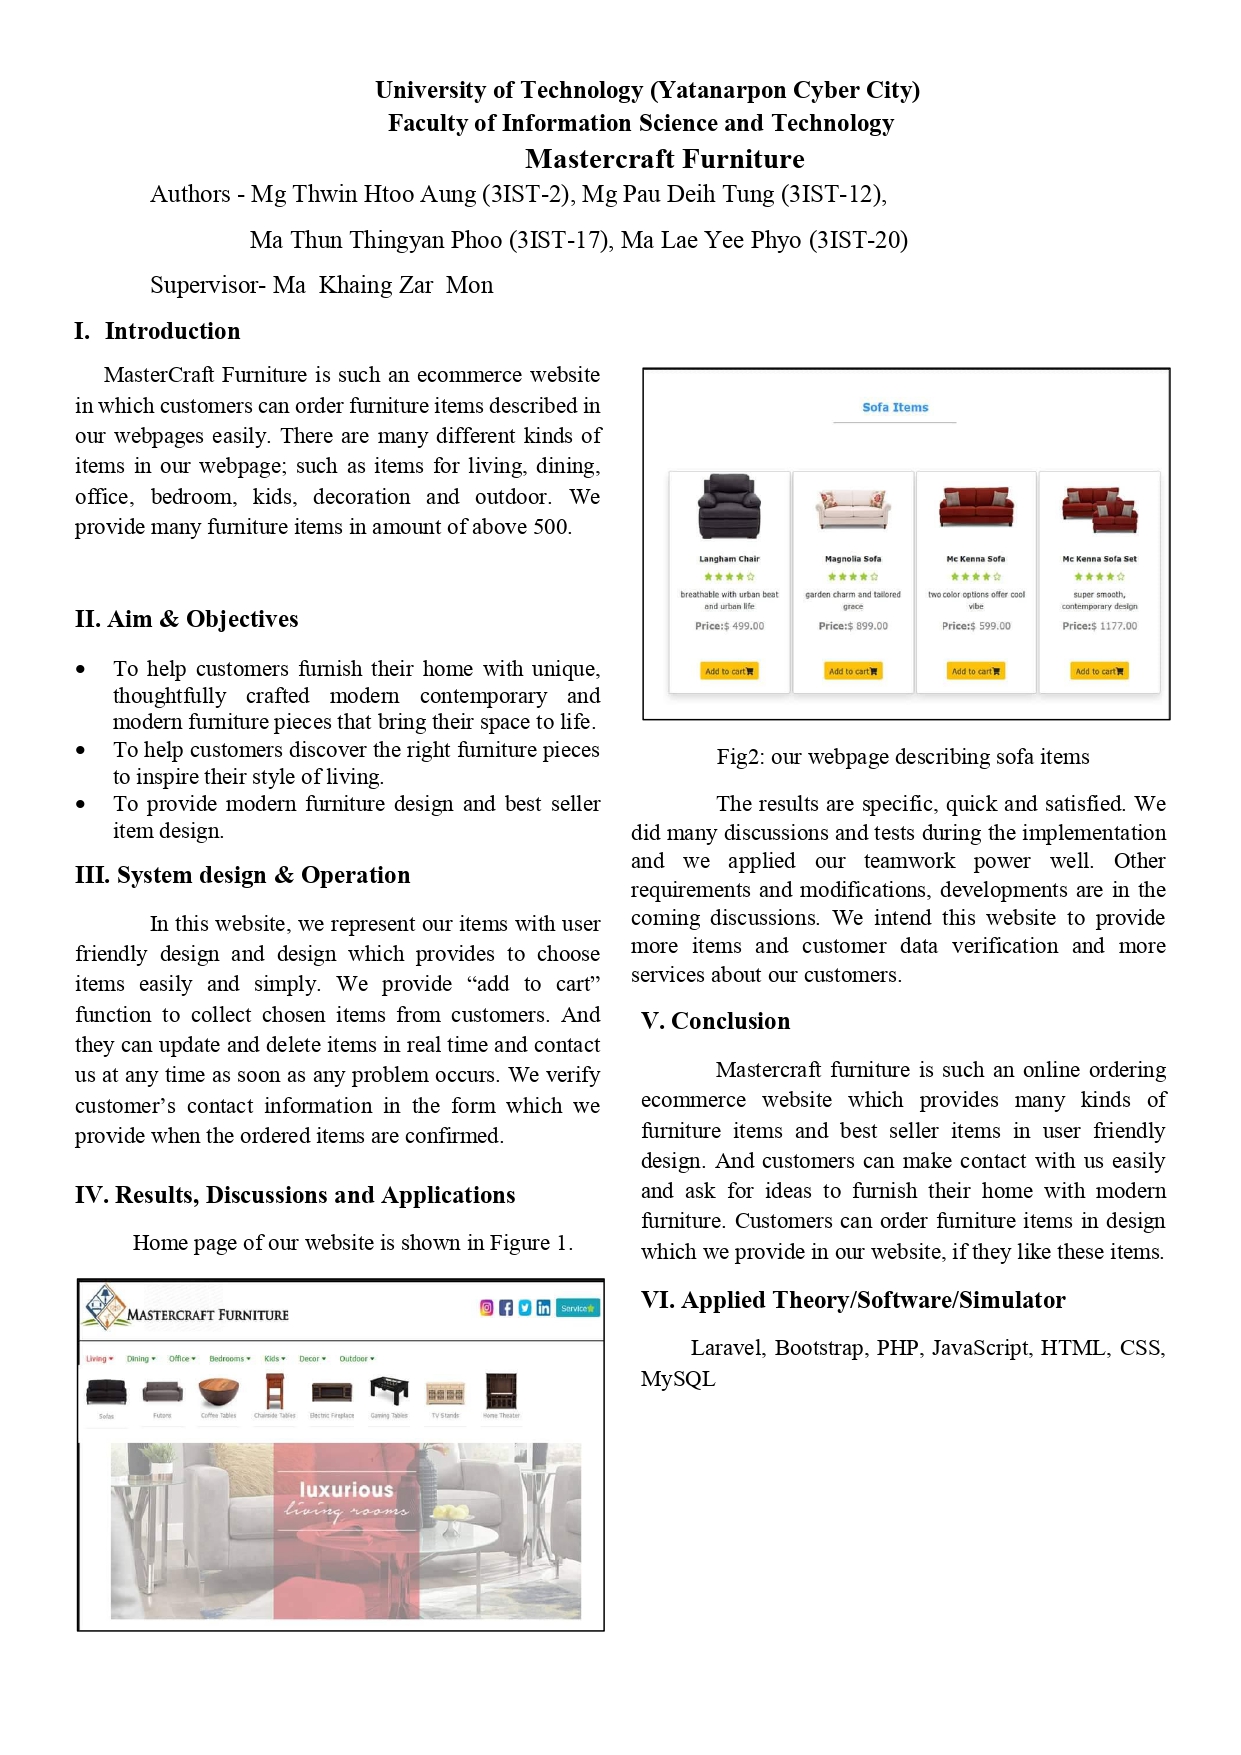 University of Technology (Yatanarpon Cyber City)
Faculty of Information Science and Technology
Mastercraft Furniture
Authors - Mg Thwin Htoo Aung (3IST-2), Mg Pau Deih Tung (3IST-12),
Ma Thun Thingyan Phoo (3IST-17), Ma Lae Yee Phyo (3IST-20)
Supervisor- Ma Khaing Zar Mon
I. Introduction
MasterCraft Furniture is such an ecommerce website
in which customers can order furniture items described in
our webpages easily. There are many different kinds of
items in our webpage; such as items for living, dining,
office, bedroom, kids, decoration and outdoor. We
provide many furniture items in amount of above 500.
II. Aim & Objectives
• To help customers furnish their home with unique,
thoughtfully crafted modern contemporary and
modern furniture pieces that bring their space to life.
• To help customers discover the right furniture pieces
to inspire their style of living.
• To provide modern furniture design and best seller
item design.
III. System design & Operation
In this website, we represent our items with user
friendly design and design which provides to choose
items easily and simply. We provide “add to cart”
function to collect chosen items from customers. And
they can update and delete items in real time and contact
us at any time as soon as any problem occurs. We verify
customer’s contact information in the form which we
provide when the ordered items are confirmed.
IV. Results, Discussions and Applications
Home page of our website is shown in Figure 1.
MASTERCRAFT FURNITURE
Service
Living Dining Office Bedrooms Kids Decor Outdoor
Sofas Futons Coffee Tables Chairside Tables Electric Fireplace Gaming Tables TV Stands Home Theater
luxurious
living rooms
Sofa Items
Langham Chair
breathable with urban beat
and urban life
Price:$ 499.00
Add to cart
Magnolia Sofa
garden charm and tailored
grace
Price:$ 899.00
Add to cart
Mc Kenna Sofa
two color options offer cool
vibe
Price:$ 599.00
Add to cart
Mc Kenna Sofa Set
super smooth,
contemporary design
Price:$ 1177.00
Add to cart
Fig2: our webpage describing sofa items
The results are specific, quick and satisfied. We
did many discussions and tests during the implementation
and we applied our teamwork power well. Other
requirements and modifications, developments are in the
coming discussions. We intend this website to provide
more items and customer data verification and more
services about our customers.
V. Conclusion
Mastercraft furniture is such an online ordering
ecommerce website which provides many kinds of
furniture items and best seller items in user friendly
design. And customers can make contact with us easily
and ask for ideas to furnish their home with modern
furniture. Customers can order furniture items in design
which we provide in our website, if they like these items.
VI. Applied Theory/Software/Simulator
Laravel, Bootstrap, PHP, JavaScript, HTML, CSS,
MySQL